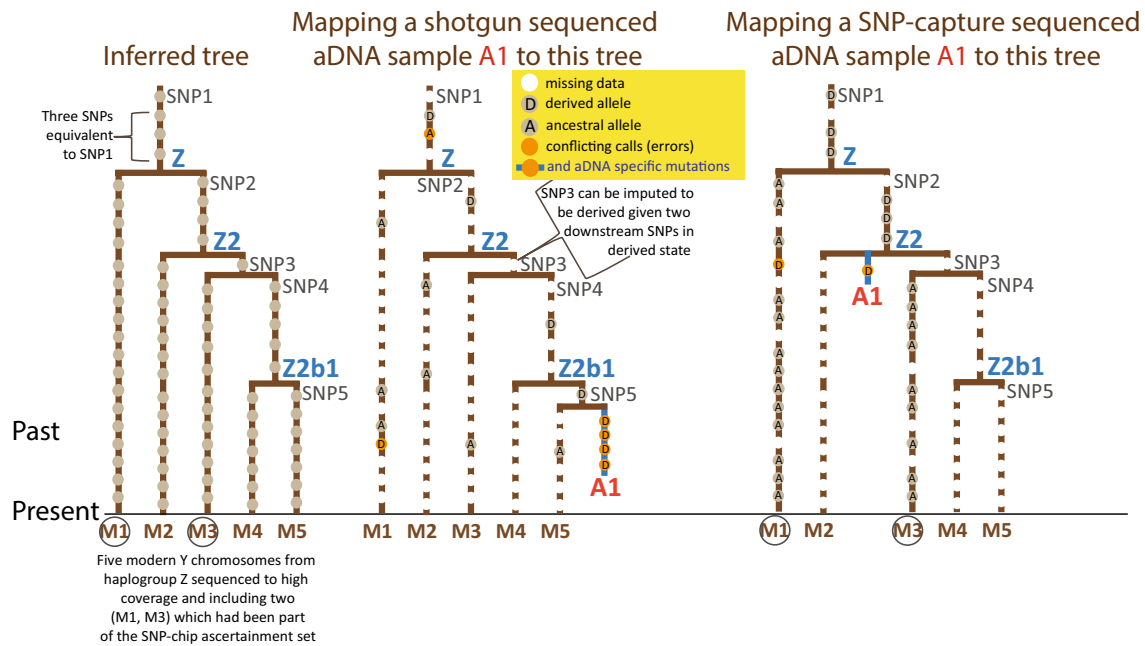 Inferred tree
SNP1
Three SNPs
equivalent
to SNP1
Z
SNP2
Z2
SNP3
SNP4
Z2b1
SNP5
Past
Present
M1 M2 M3 M4 M5
Five modern Y chromosomes from
haplogroup Z sequenced to high
coverage and including two
(M1, M3) which had been part
of the SNP-chip ascertainment set
Mapping a shotgun sequenced
aDNA sample A1 to this tree
SNP1
D
A
Z
SNP2
D
A
Z2
SNP3
SNP4
A
D
Z2b1
A
A
D
SNP5
A
D
A
A
D
D
D
D
A1
M1 M2 M3 M4 M5
missing data
D derived allele
A ancestral allele
conflicting calls (errors)
and aDNA specific mutations
SNP3 can be imputed to
be derived given two
downstream SNPs in
derived state
Mapping a SNP-capture sequenced
aDNA sample A1 to this tree
D SNP1
D
D
Z
SNP2
A
A
A
D
A
A
A
A
A
A
A
A
A
A
D
D
D
Z2
D
A1
SNP3
SNP4
A
A
A
A
A
A
A
A
A
Z2b1
SNP5
M1 M2 M3 M4 M5